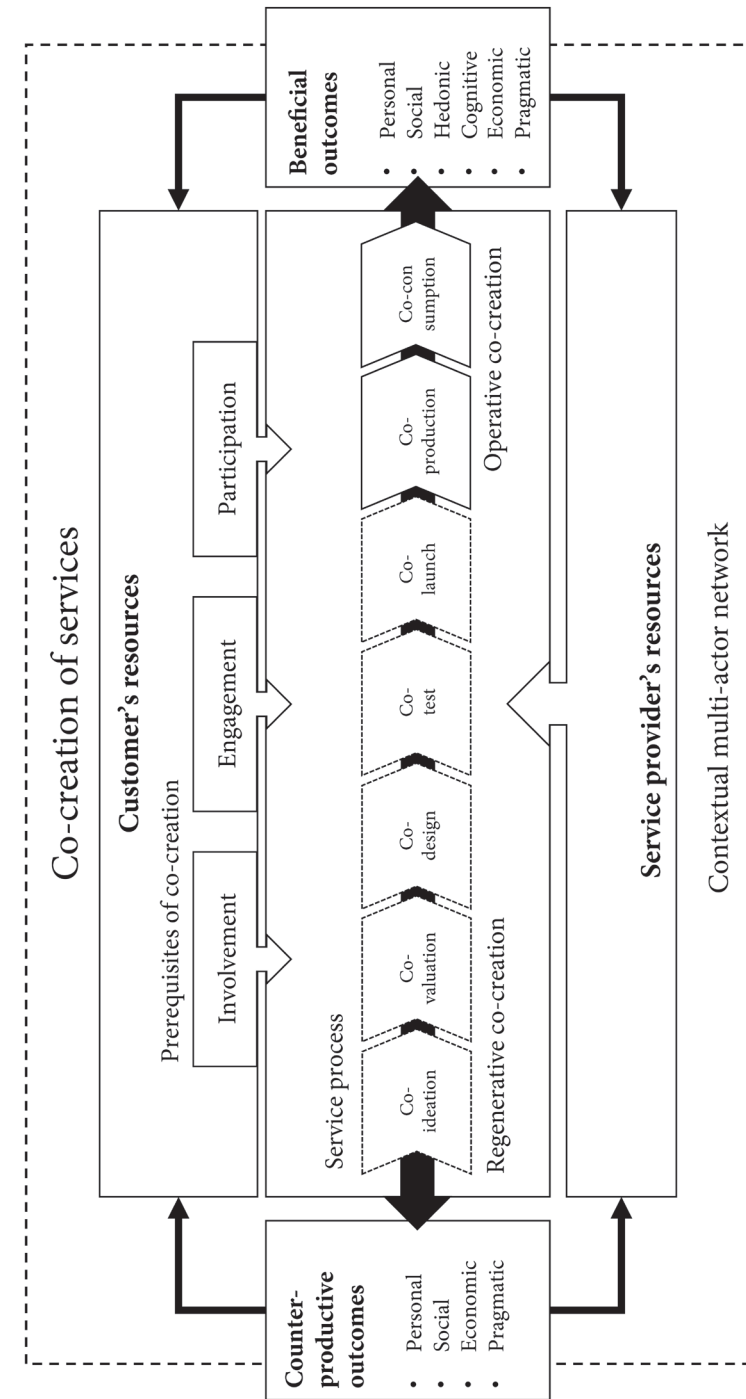 Co-creation of services
Customer's resources
Prerequisites of co-creation
Involvement
Engagement
Participation
Counter-
productive
outcomes
• Personal
• Social
• Economic
• Pragmatic
Service process
Co-
ideation
Co-
valuation
Co-
design
Co-
test
Co-
launch
Co-
production
Co-con
sumption
Regenerative co-creation
Operative co-creation
Beneficial
outcomes
• Personal
• Social
• Hedonic
• Cognitive
• Economic
• Pragmatic
Service provider's resources
Contextual multi-actor network